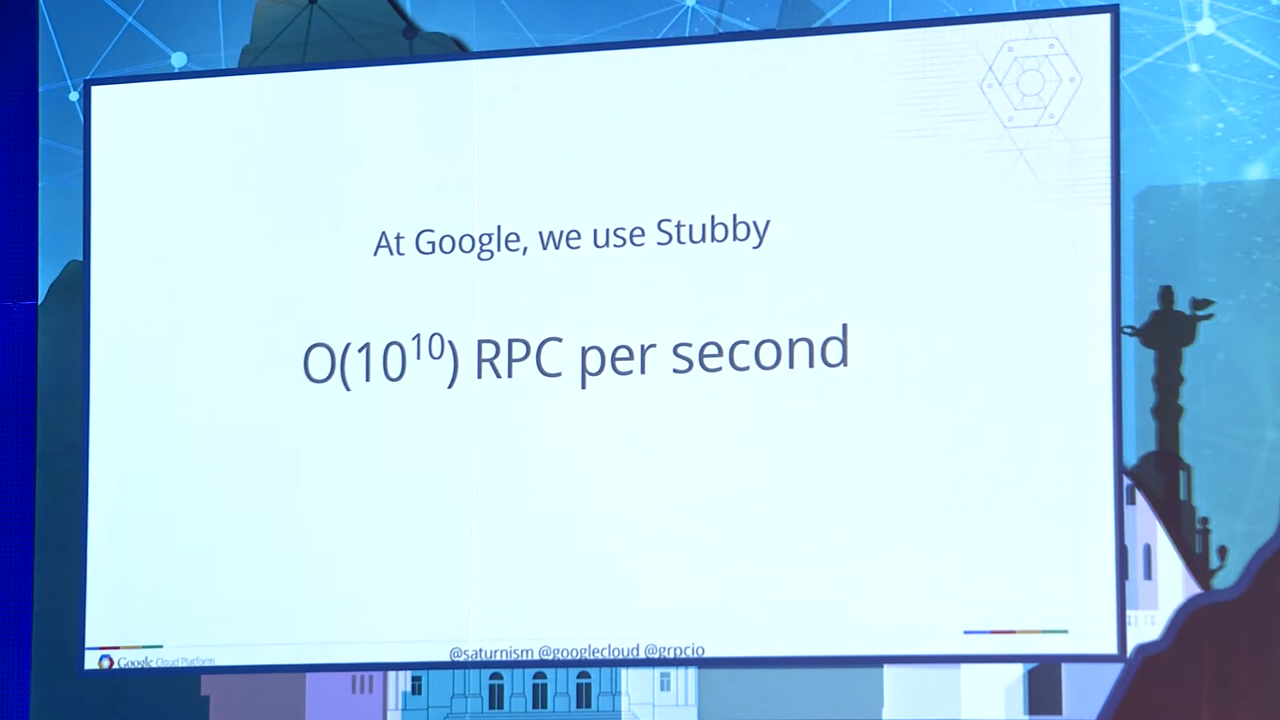 At Google, we use Stubby
O(10¹⁰) RPC per second
Google Cloud Platform
@saturnism @googlecloud @grpcio